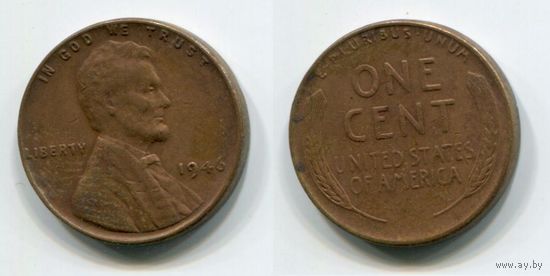 IN GOD WE TRUST
LIBERTY
1946
E·PLURIBUS·UNUM
ONE
CENT
UNITED STATES
OF AMERICA
www.ay.by